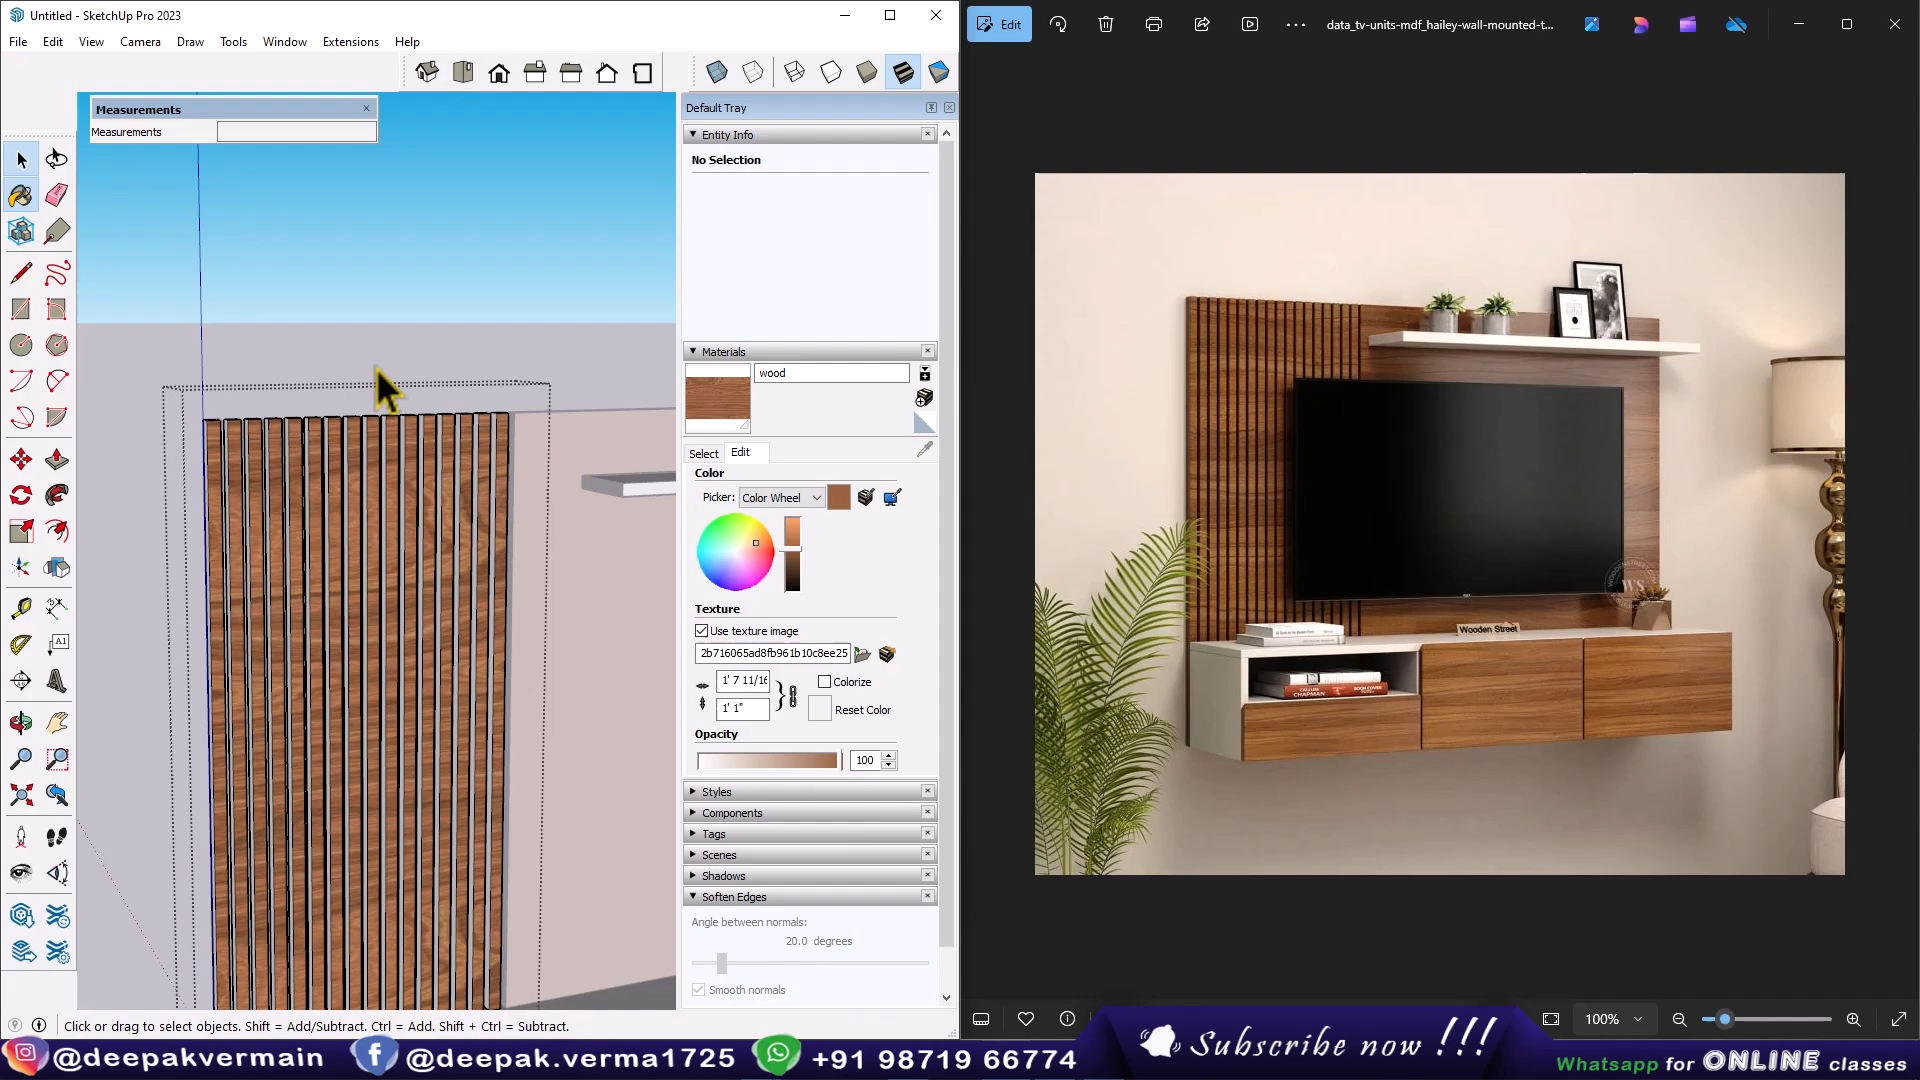 Untitled - SketchUp Pro 2023
File Edit View Camera Draw Tools Window Extensions Help
Edit
data_tv-units-mdf_hailey-wall-mounted-t...
Measurements
Measurements
Default Tray
Entity Info
No Selection
Materials
wood
Select Edit
Color
Picker: Color Wheel
Texture
Use texture image
2b716065ad8fb961b10c8ee25
1' 7 11/16
Colorize
1' 1"
Reset Color
Opacity
100
Styles
Components
Tags
Scenes
Shadows
Soften Edges
Angle between normals:
20.0 degrees
Smooth normals
A1
WS
Wooden Street
CALLUM CHAPMAN
Click or drag to select objects. Shift = Add/Subtract. Ctrl = Add. Shift + Ctrl = Subtract.
100%
@deepakvermain
@deepak.verma1725
+91 98719 66774
Subscribe now !!!
Whatsapp for ONLINE classes